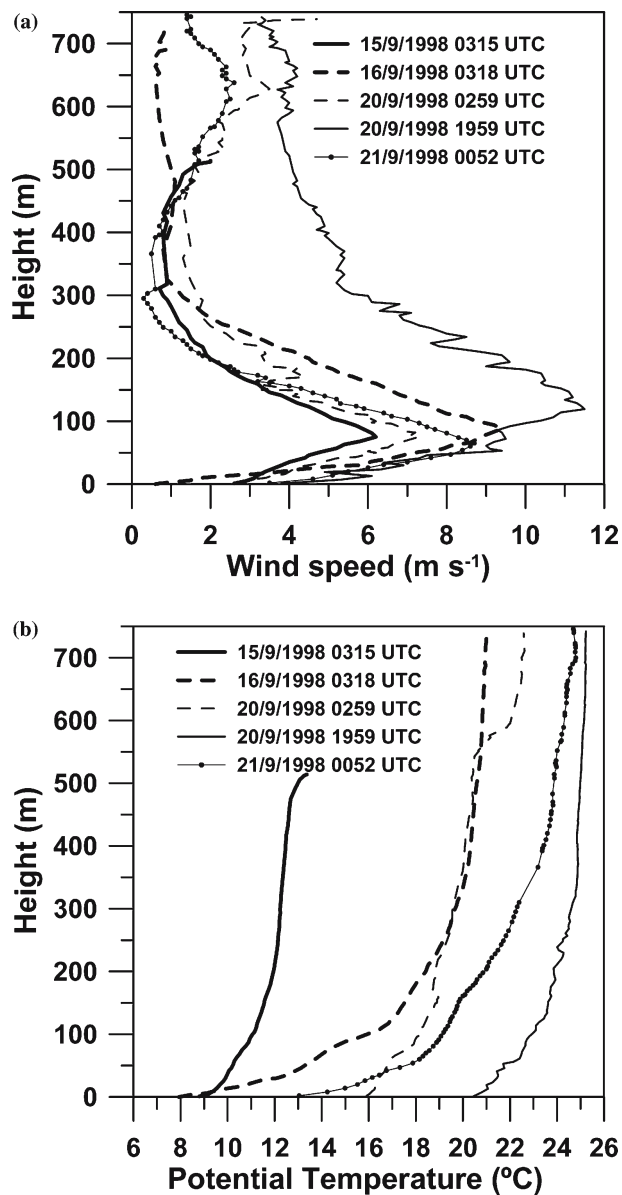 (a)
700
600
500
400
300
200
100
0
Height (m)
15/9/1998 0315 UTC
16/9/1998 0318 UTC
20/9/1998 0259 UTC
20/9/1998 1959 UTC
21/9/1998 0052 UTC
0 2 4 6 8 10 12
Wind speed (m s⁻¹)
(b)
700
600
500
400
300
200
100
0
Height (m)
15/9/1998 0315 UTC
16/9/1998 0318 UTC
20/9/1998 0259 UTC
20/9/1998 1959 UTC
21/9/1998 0052 UTC
6 8 10 12 14 16 18 20 22 24 26
Potential Temperature (ºC)